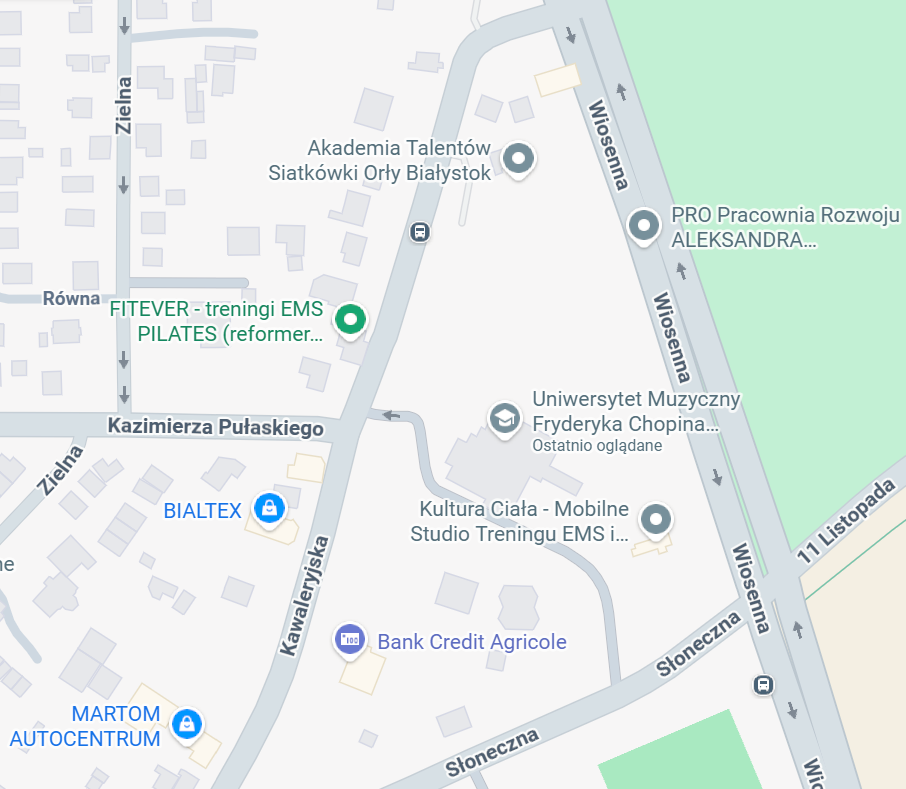 Zielna
Wiosenna
Akademia Talentów
Siatkówki Orły Białystok
PRO Pracownia Rozwoju
ALEKSANDRA...
Równa
FITEVER - treningi EMS
PILATES (reformer...
Wiosenna
Uniwersytet Muzyczny
Fryderyka Chopina...
Ostatnio oglądane
Kazimierza Pułaskiego
Zielna
BIALTEX
Kultura Ciała - Mobilne
Studio Treningu EMS i...
11 Listopada
ne
Kawaleryjska
Wiosenna
Bank Credit Agricole
Słoneczna
MARTOM
AUTOCENTRUM
Słoneczna
Wio